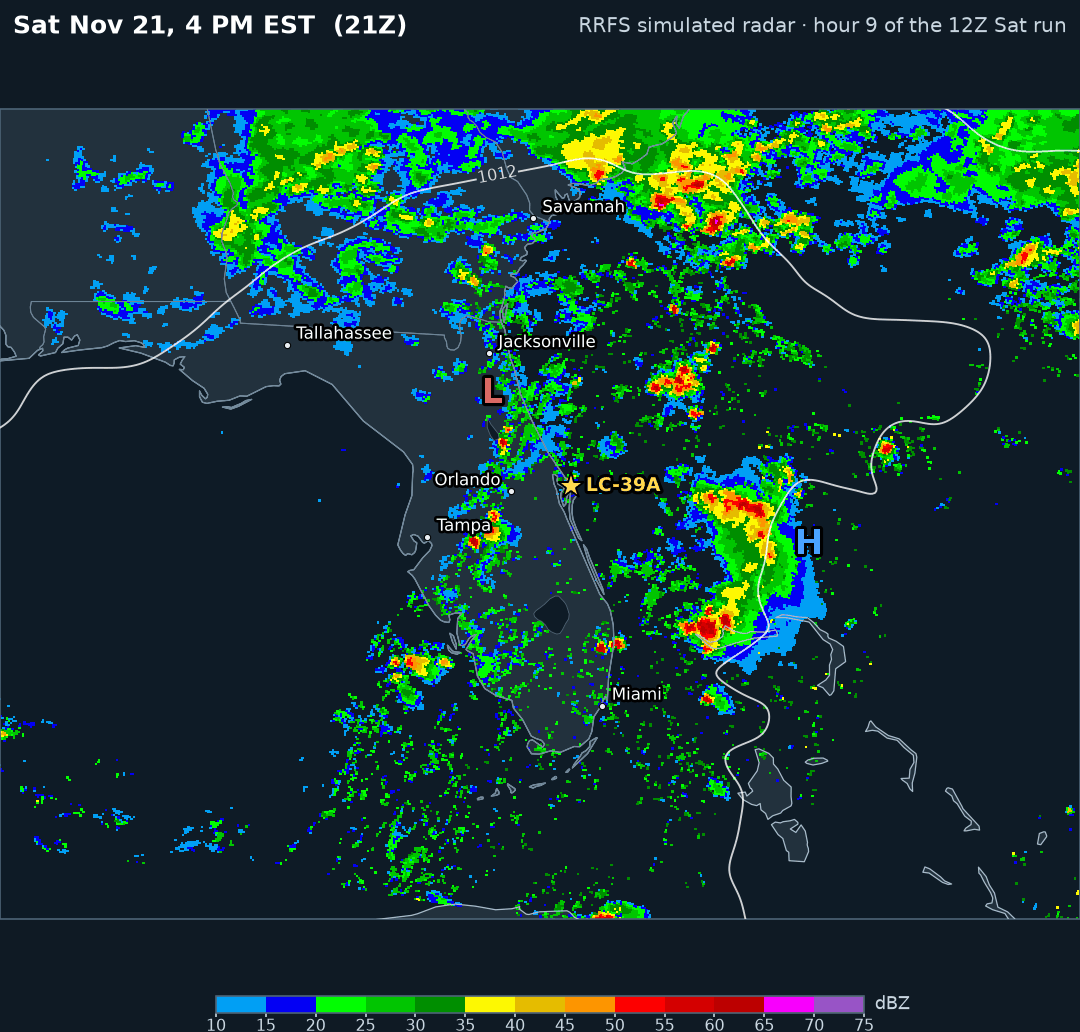 Sat Nov 21, 4 PM EST (21Z)
RRFS simulated radar · hour 9 of the 12Z Sat run
1012
Savannah
Tallahassee
Jacksonville
L
Orlando
LC-39A
Tampa
H
Miami
dBZ
10 15 20 25 30 35 40 45 50 55 60 65 70 75